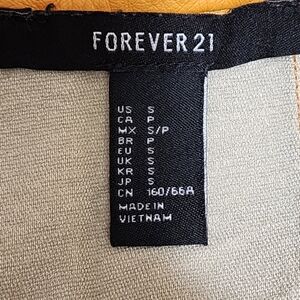 FOREVER 21
US S
CA P
MX S/P
BR P
EU S
UK S
KR S
JP S
CN 160/66A
MADE IN
VIETNAM